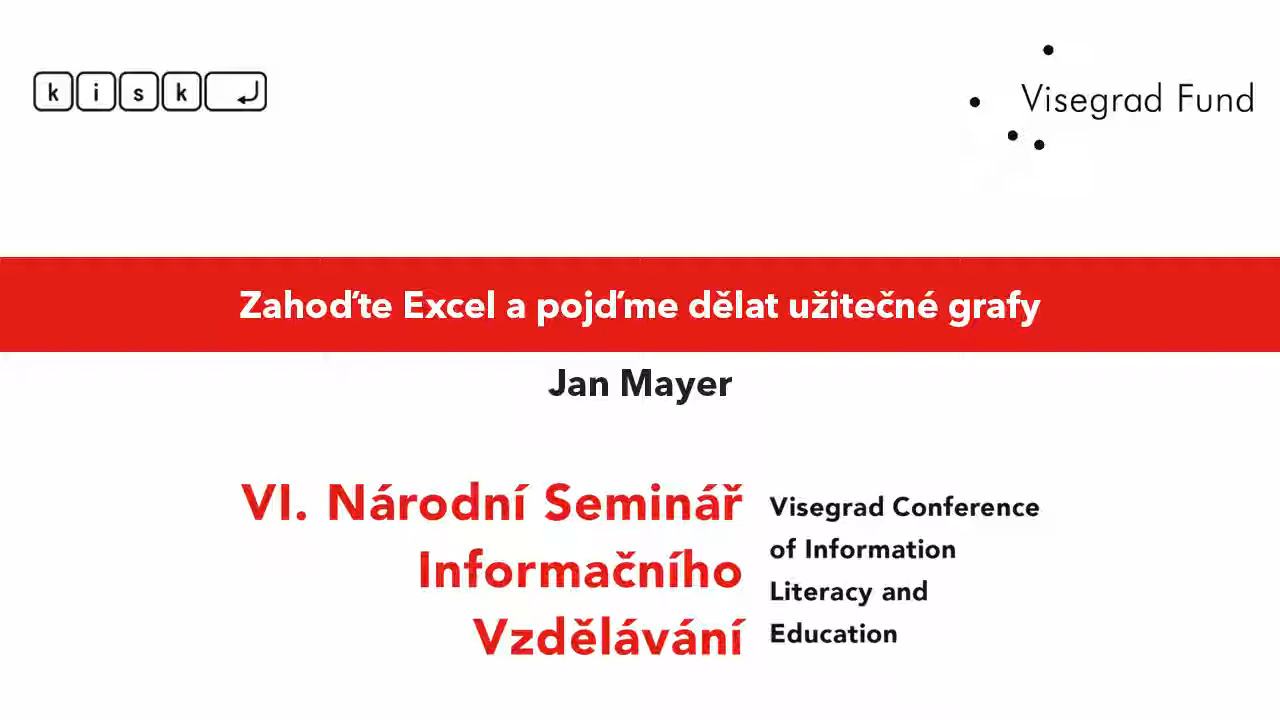 kisk
Visegrad Fund
Zahoďte Excel a pojďme dělat užitečné grafy
Jan Mayer
VI. Národní Seminář
Informačního
Vzdělávání
Visegrad Conference
of Information
Literacy and
Education